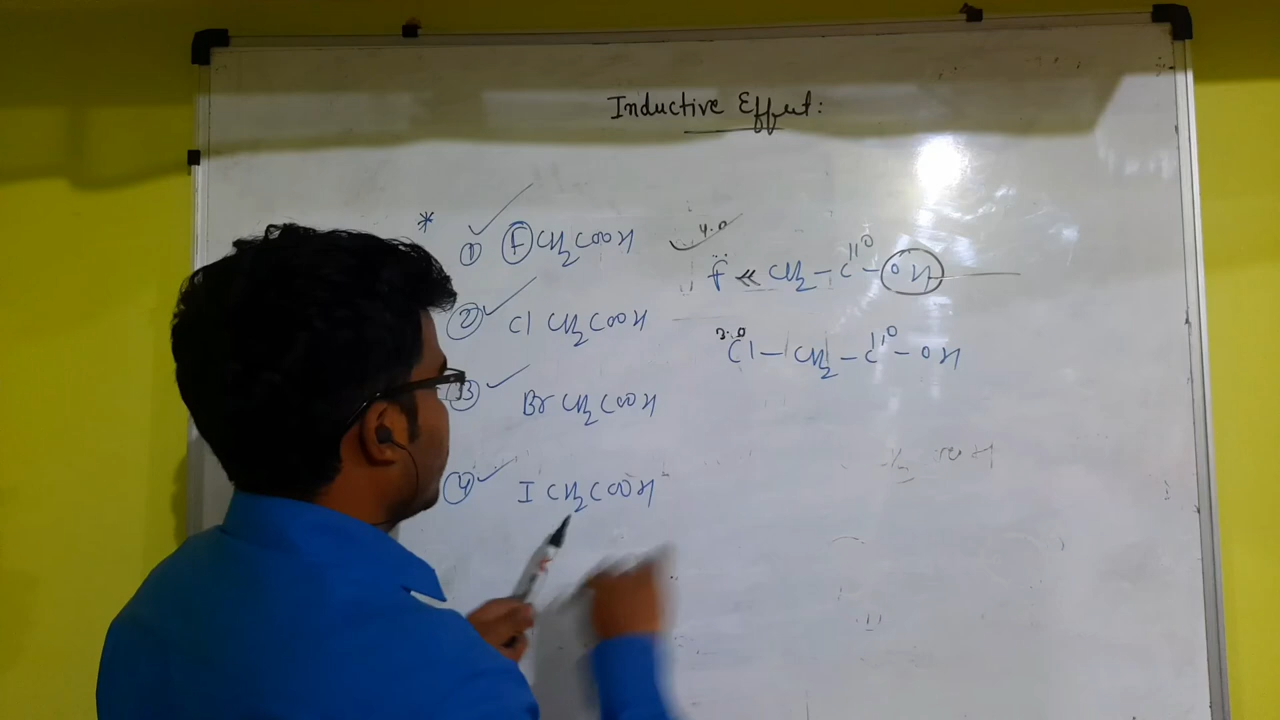 Inductive Effect:
* ① FCH2COOH
② Cl CH2COOH
③ Br CH2COOH
④ I CH2COOH
4.0
F << CH2 - C - OH
O
3.0
Cl - CH2 - C - OH
O